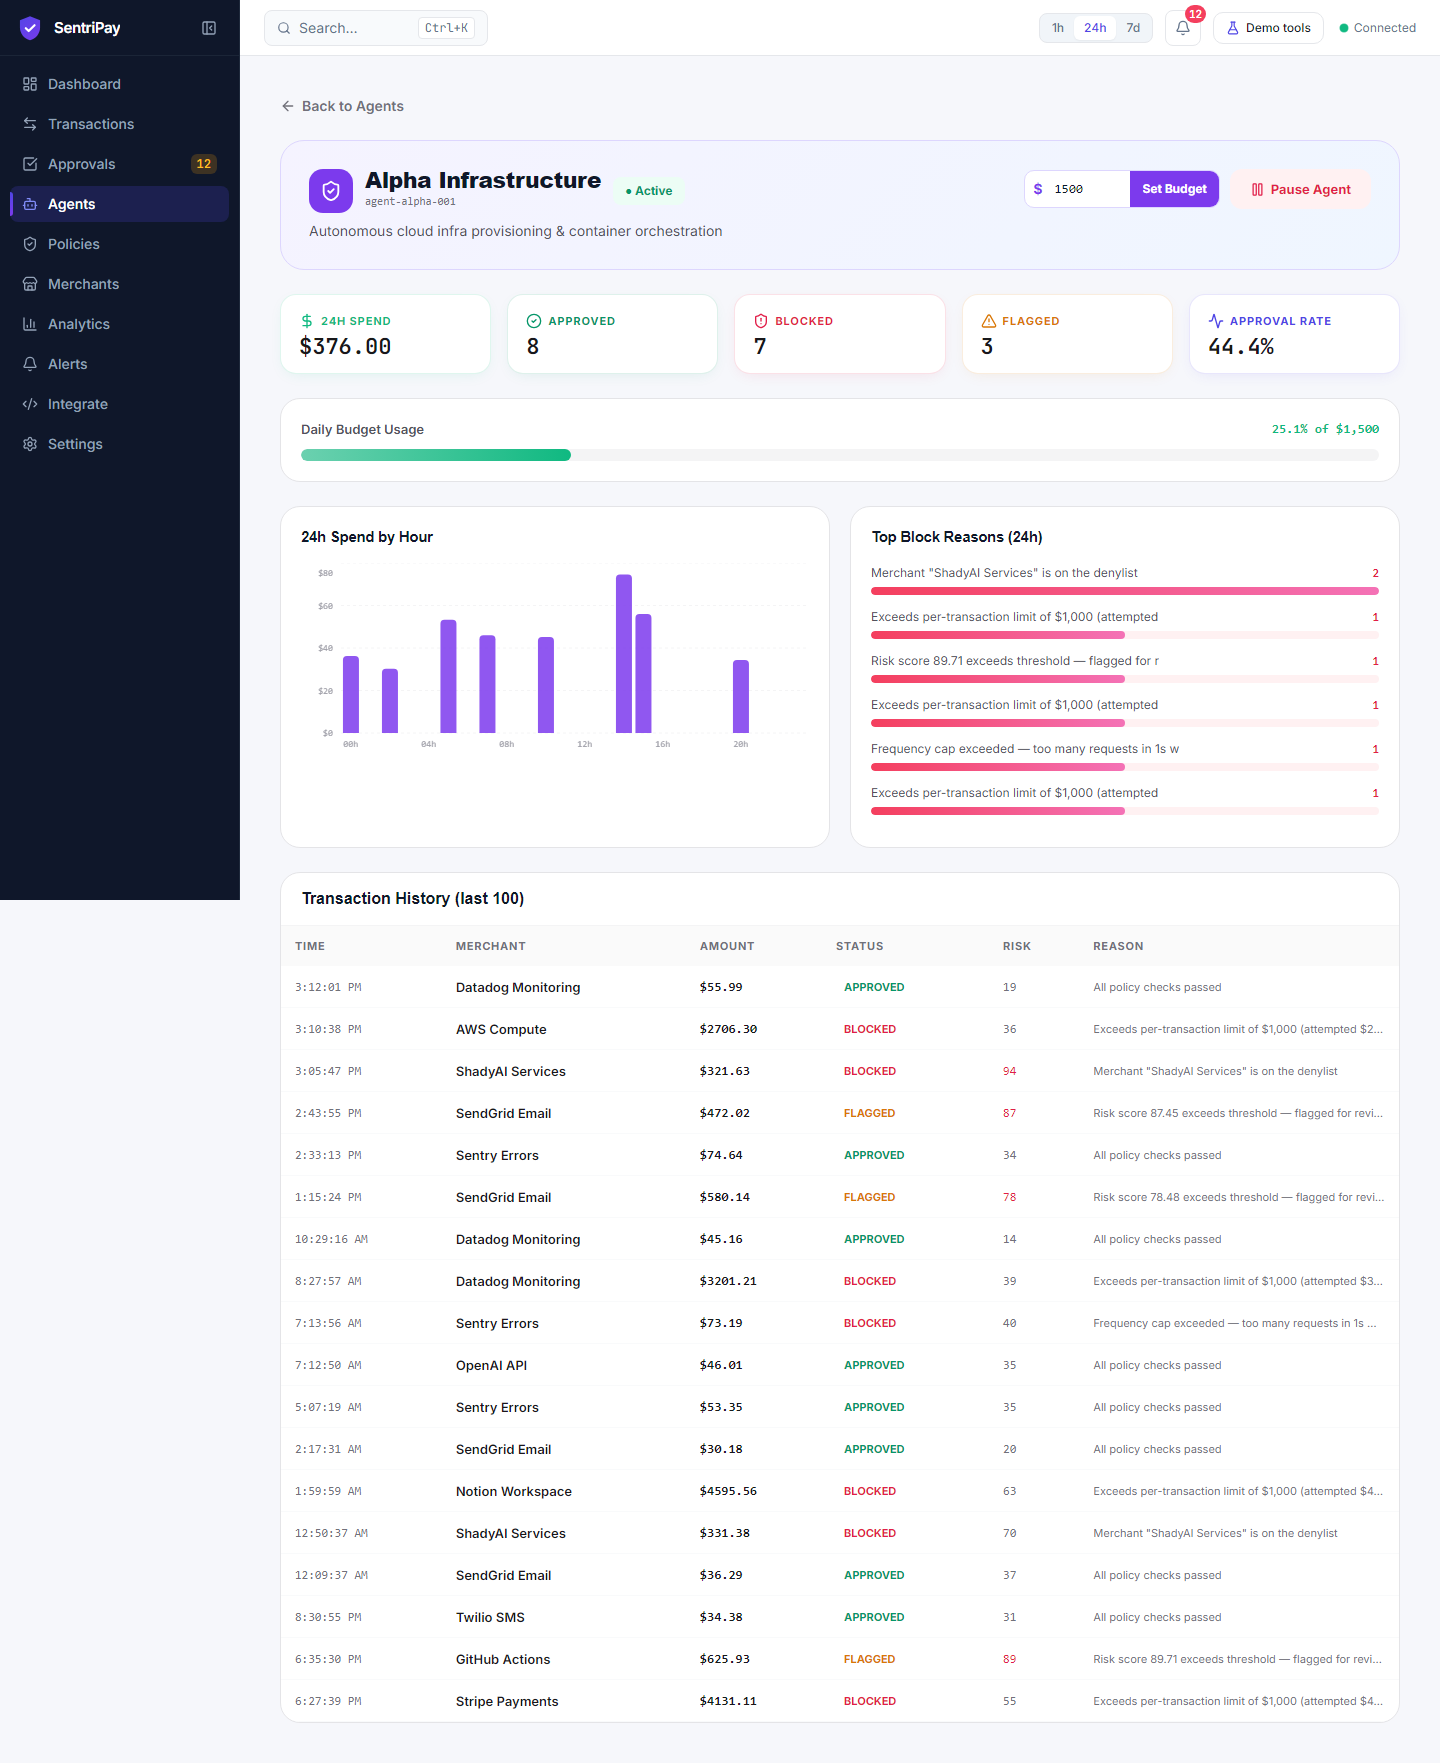 SentriPay
Search...
Ctrl+K
1h
24h
7d
12
Demo tools
Connected
Dashboard
Transactions
Approvals
12
Agents
Policies
Merchants
Analytics
Alerts
Integrate
Settings
Back to Agents
Alpha Infrastructure
agent-alpha-001
Active
$ 1500
Set Budget
Pause Agent
Autonomous cloud infra provisioning & container orchestration
24H SPEND
$376.00
APPROVED
8
BLOCKED
7
FLAGGED
3
APPROVAL RATE
44.4%
Daily Budget Usage
25.1% of $1,500
24h Spend by Hour
$80
$60
$40
$20
$0
00h 04h 08h 12h 16h 20h
Top Block Reasons (24h)
Merchant "ShadyAI Services" is on the denylist 2
Exceeds per-transaction limit of $1,000 (attempted 1
Risk score 89.71 exceeds threshold — flagged for r 1
Exceeds per-transaction limit of $1,000 (attempted 1
Frequency cap exceeded — too many requests in 1s w 1
Exceeds per-transaction limit of $1,000 (attempted 1
Transaction History (last 100)
TIME MERCHANT AMOUNT STATUS RISK REASON
3:12:01 PM Datadog Monitoring $55.99 APPROVED 19 All policy checks passed
3:10:38 PM AWS Compute $2706.30 BLOCKED 36 Exceeds per-transaction limit of $1,000 (attempted $2...
3:05:47 PM ShadyAI Services $321.63 BLOCKED 94 Merchant "ShadyAI Services" is on the denylist
2:43:55 PM SendGrid Email $472.02 FLAGGED 87 Risk score 87.45 exceeds threshold — flagged for revi...
2:33:13 PM Sentry Errors $74.64 APPROVED 34 All policy checks passed
1:15:24 PM SendGrid Email $580.14 FLAGGED 78 Risk score 78.48 exceeds threshold — flagged for revi...
10:29:16 AM Datadog Monitoring $45.16 APPROVED 14 All policy checks passed
8:27:57 AM Datadog Monitoring $3201.21 BLOCKED 39 Exceeds per-transaction limit of $1,000 (attempted $3...
7:13:56 AM Sentry Errors $73.19 BLOCKED 40 Frequency cap exceeded — too many requests in 1s ...
7:12:50 AM OpenAI API $46.01 APPROVED 35 All policy checks passed
5:07:19 AM Sentry Errors $53.35 APPROVED 35 All policy checks passed
2:17:31 AM SendGrid Email $30.18 APPROVED 20 All policy checks passed
1:59:59 AM Notion Workspace $4595.56 BLOCKED 63 Exceeds per-transaction limit of $1,000 (attempted $4...
12:50:37 AM ShadyAI Services $331.38 BLOCKED 70 Merchant "ShadyAI Services" is on the denylist
12:09:37 AM SendGrid Email $36.29 APPROVED 37 All policy checks passed
8:30:55 PM Twilio SMS $34.38 APPROVED 31 All policy checks passed
6:35:30 PM GitHub Actions $625.93 FLAGGED 89 Risk score 89.71 exceeds threshold — flagged for revi...
6:27:39 PM Stripe Payments $4131.11 BLOCKED 55 Exceeds per-transaction limit of $1,000 (attempted $4...